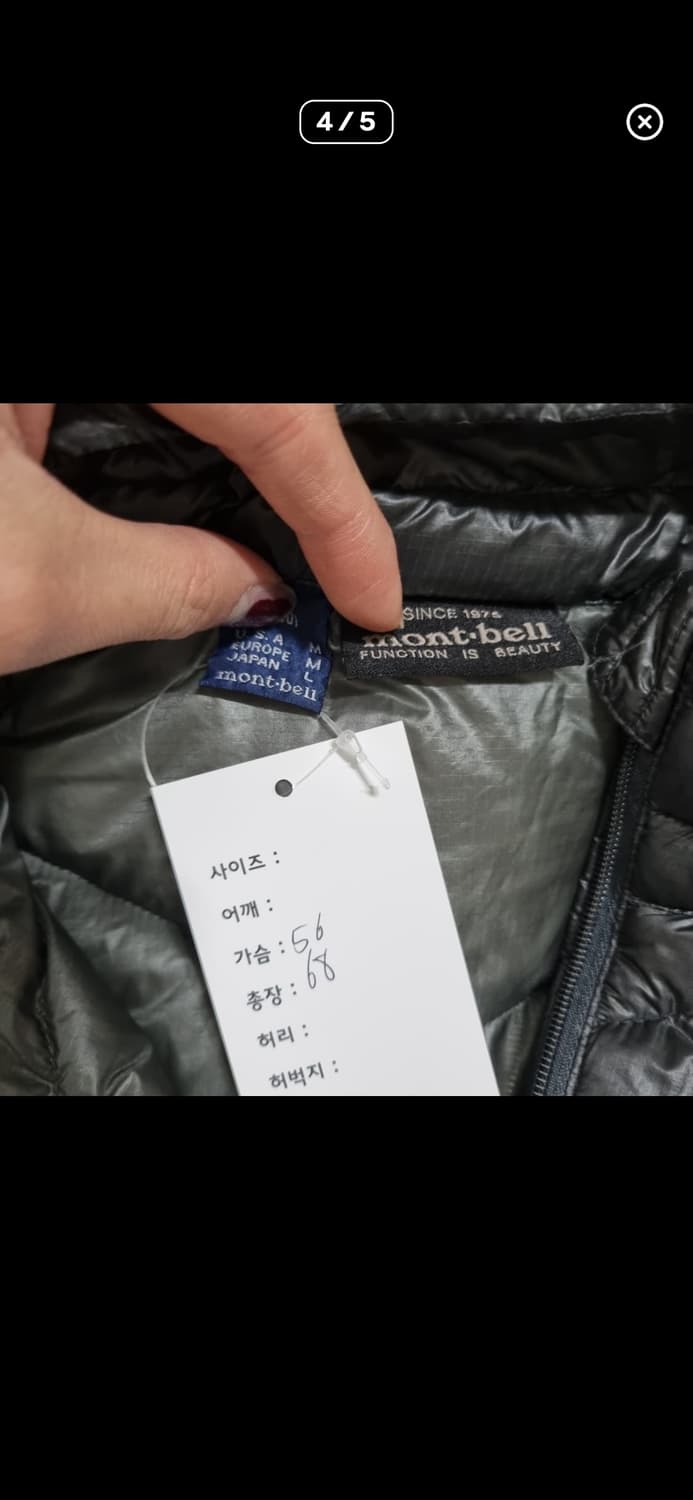 4/5
U.S.A M
EUROPE M
JAPAN L
mont·bell
SINCE 1975
mont·bell
FUNCTION IS BEAUTY
사이즈 :
어깨 :
가슴 : 56
총장 : 68
허리 :
허벅지 :